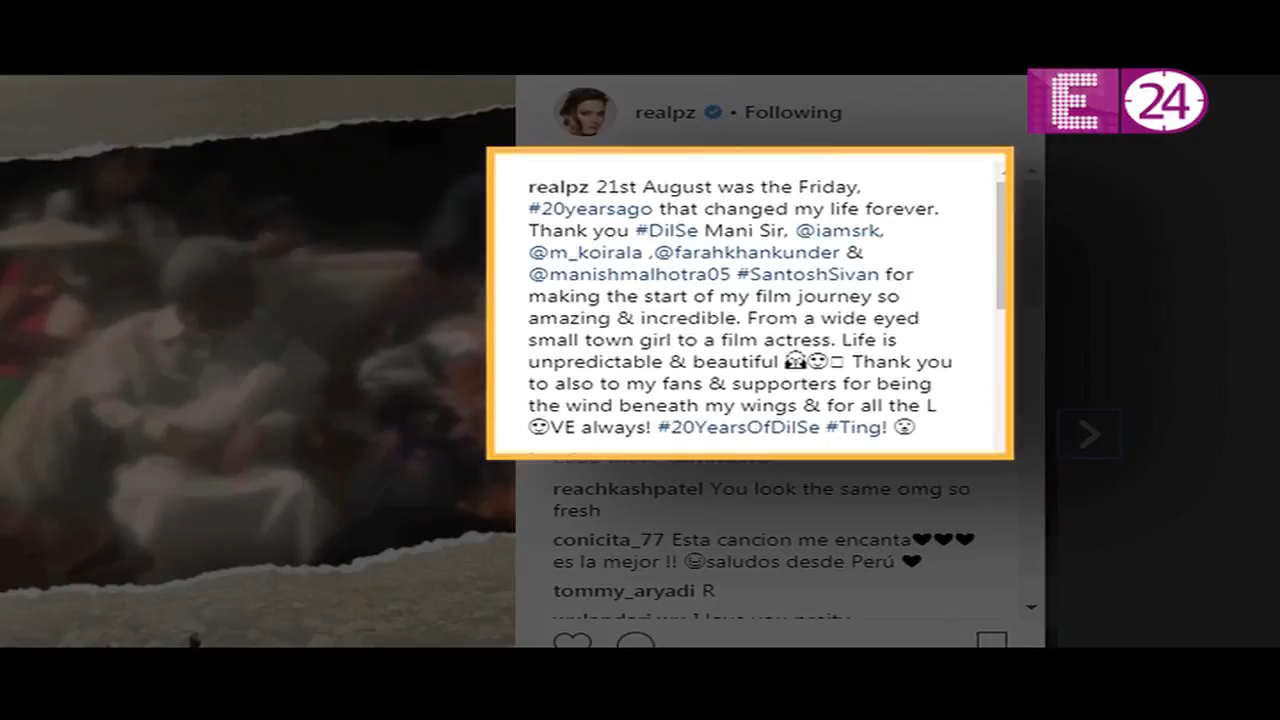 E 24
realpz • Following
realpz 21st August was the Friday,
#20yearsago that changed my life forever.
Thank you #DilSe Mani Sir, @iamsrk,
@m_koirala ,@farahkhankunder &
@manishmalhotra05 #SantoshSivan for
making the start of my film journey so
amazing & incredible. From a wide eyed
small town girl to a film actress. Life is
unpredictable & beautiful 👰🙂□ Thank you
to also to my fans & supporters for being
the wind beneath my wings & for all the L
🙂VE always! #20YearsOfDilSe #Ting! 😮
reachkashpatel You look the same omg so
fresh
conicita_77 Esta cancion me encanta♥♥♥
es la mejor !! 😄saludos desde Perú ♥
tommy_aryadi R
I love you